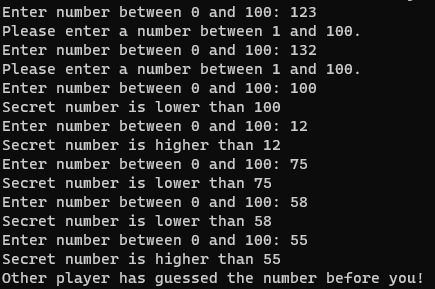 Enter number between 0 and 100: 123
Please enter a number between 1 and 100.
Enter number between 0 and 100: 132
Please enter a number between 1 and 100.
Enter number between 0 and 100: 100
Secret number is lower than 100
Enter number between 0 and 100: 12
Secret number is higher than 12
Enter number between 0 and 100: 75
Secret number is lower than 75
Enter number between 0 and 100: 58
Secret number is lower than 58
Enter number between 0 and 100: 55
Secret number is higher than 55
Other player has guessed the number before you!